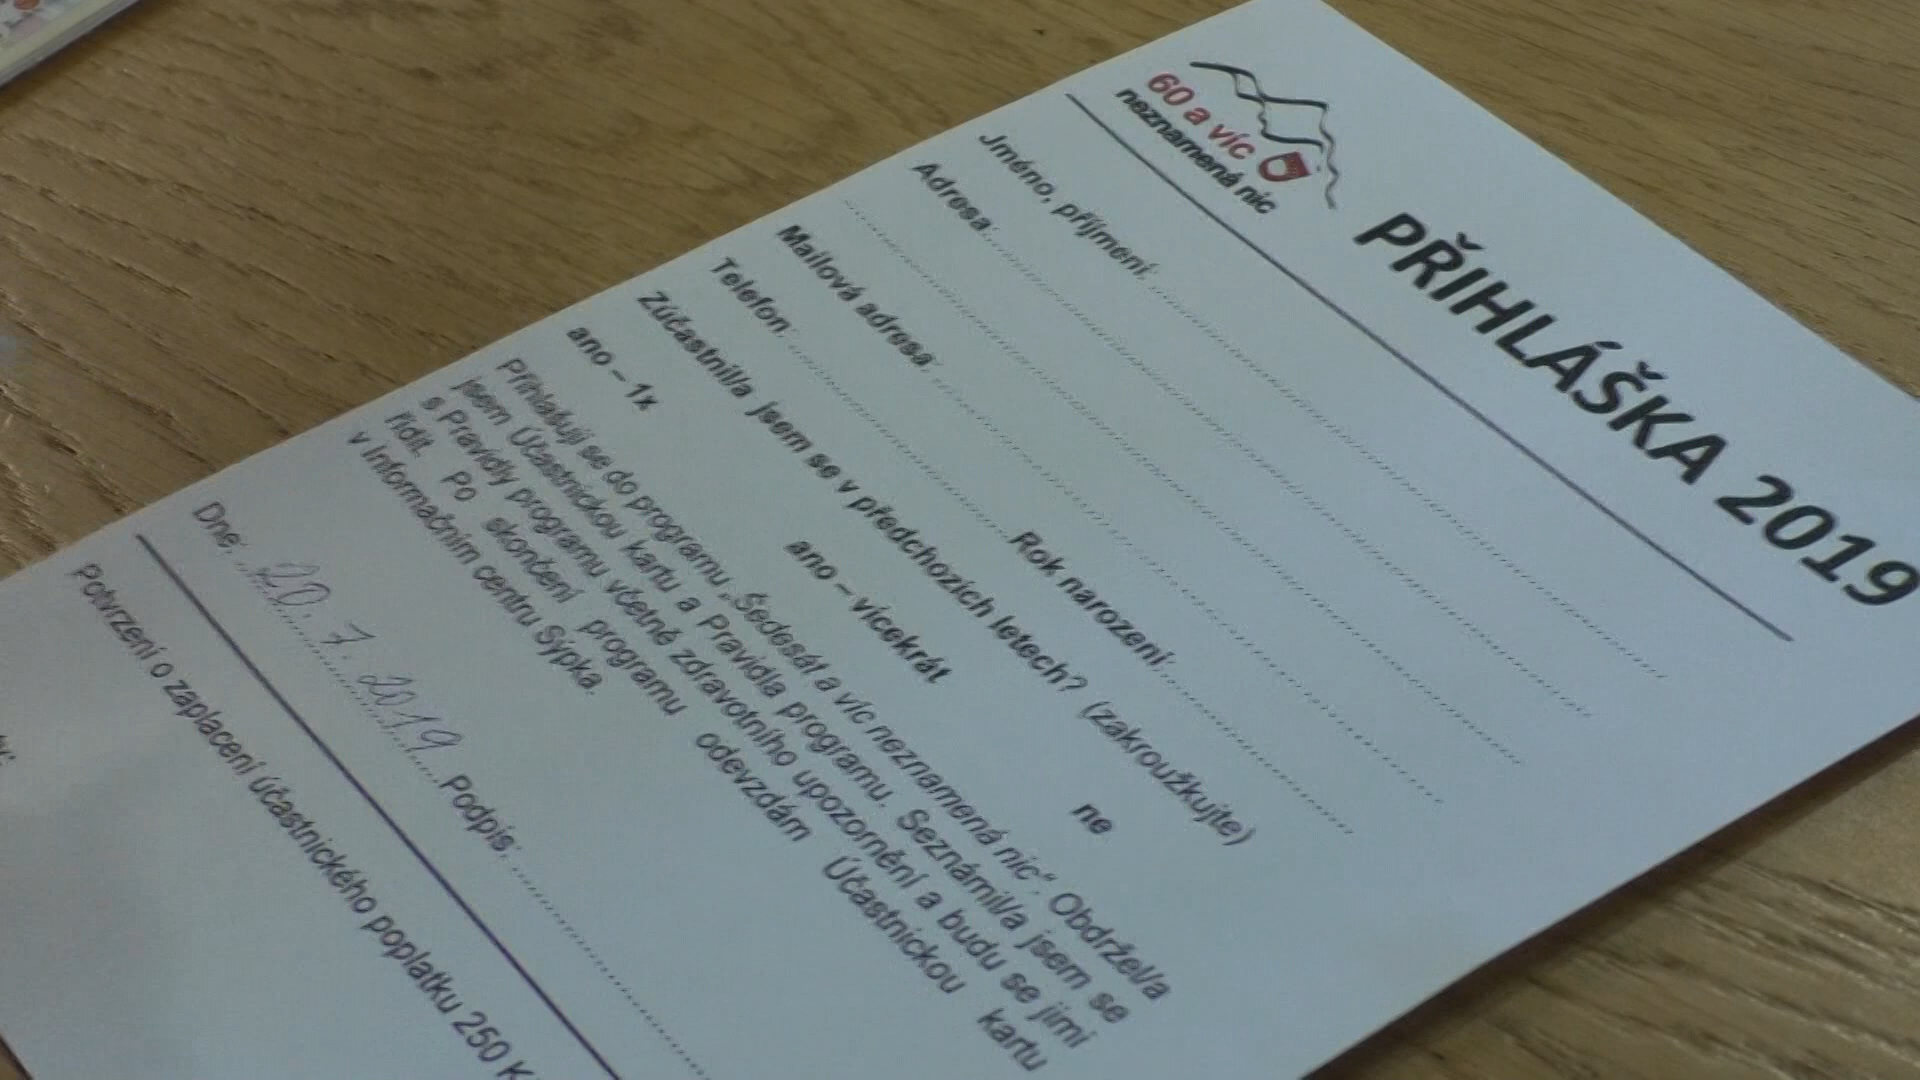 60 a víc
neznamená nic
PŘIHLÁŠKA 2019
Jméno, příjmení:
Adresa:
Mailová adresa:
Telefon: Rok narození:
Zúčastnil/a jsem se v předchozích letech? (zakroužkujte)
ano – 1x ano – vícekrát ne
Přihlašuji se do programu „Šedesát a víc neznamená nic“. Obdržel/a
jsem Účastnickou kartu a Pravidla programu. Seznámil/a jsem se
s Pravidly programu včetně zdravotního upozornění a budu se jimi
řídit. Po skončení programu odevzdám Účastnickou kartu
v Informačním centru Sýpka.
Dne: 20. 7. 2019 Podpis:
Potvrzení o zaplacení účastnického poplatku 250 K